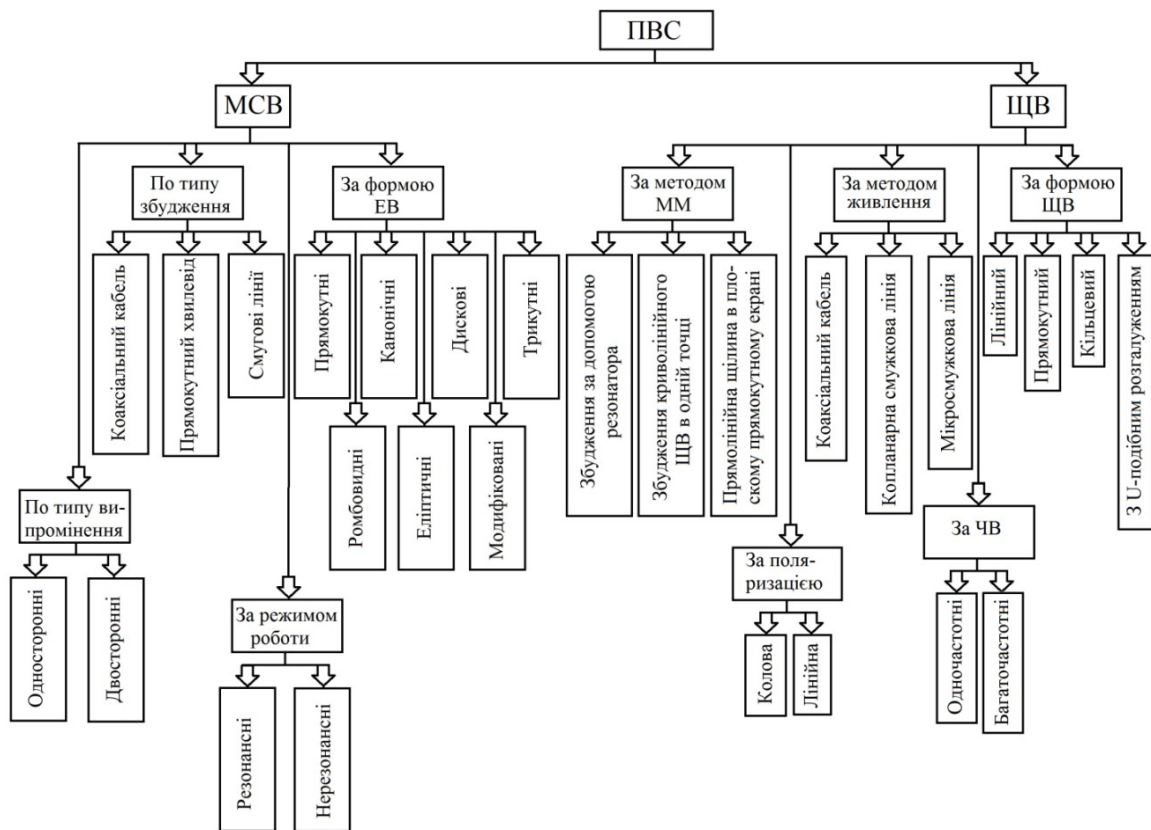 ПВС
МСВ
ЩВ
По типу
збудження
За формою
ЕВ
За методом
ММ
За методом
живлення
За формою
ЩВ
Коаксіальний кабель
Прямокутний хвилевід
Смугові лінії
Прямокутні
Канонічні
Дискові
Трикутні
Збудження за допомогою
резонатора
Збудження криволінійного
ЩВ в одній точці
Прямолінійна щілина в пло-
скому прямокутному екрані
Коаксіальний кабель
Копланарна смужкова лінія
Мікросмужкова лінія
Лінійний
Прямокутний
Кільцевий
З U-подібним розгалуженням
Ромбовидні
Еліптичні
Модифіковані
По типу ви-
промінення
За ЧВ
За поля-
ризацією
За режимом
роботи
Односторонні
Двосторонні
Колова
Лінійна
Одночастотні
Багаточастотні
Резонансні
Нерезонансні